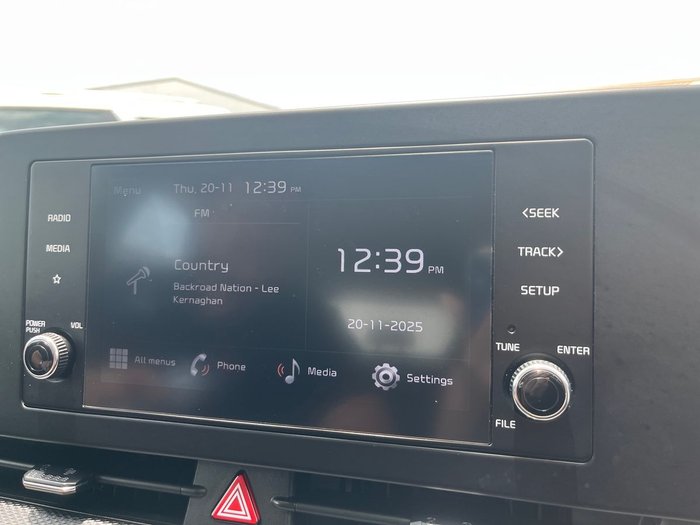 Menu
Thu, 20-11 12:39 PM
FM
Country
Backroad Nation - Lee
Kernaghan
12:39 PM
20-11-2025
All menus
Phone
Media
Settings
RADIO
MEDIA
POWER
PUSH
VOL
<SEEK
TRACK>
SETUP
TUNE
ENTER
FILE